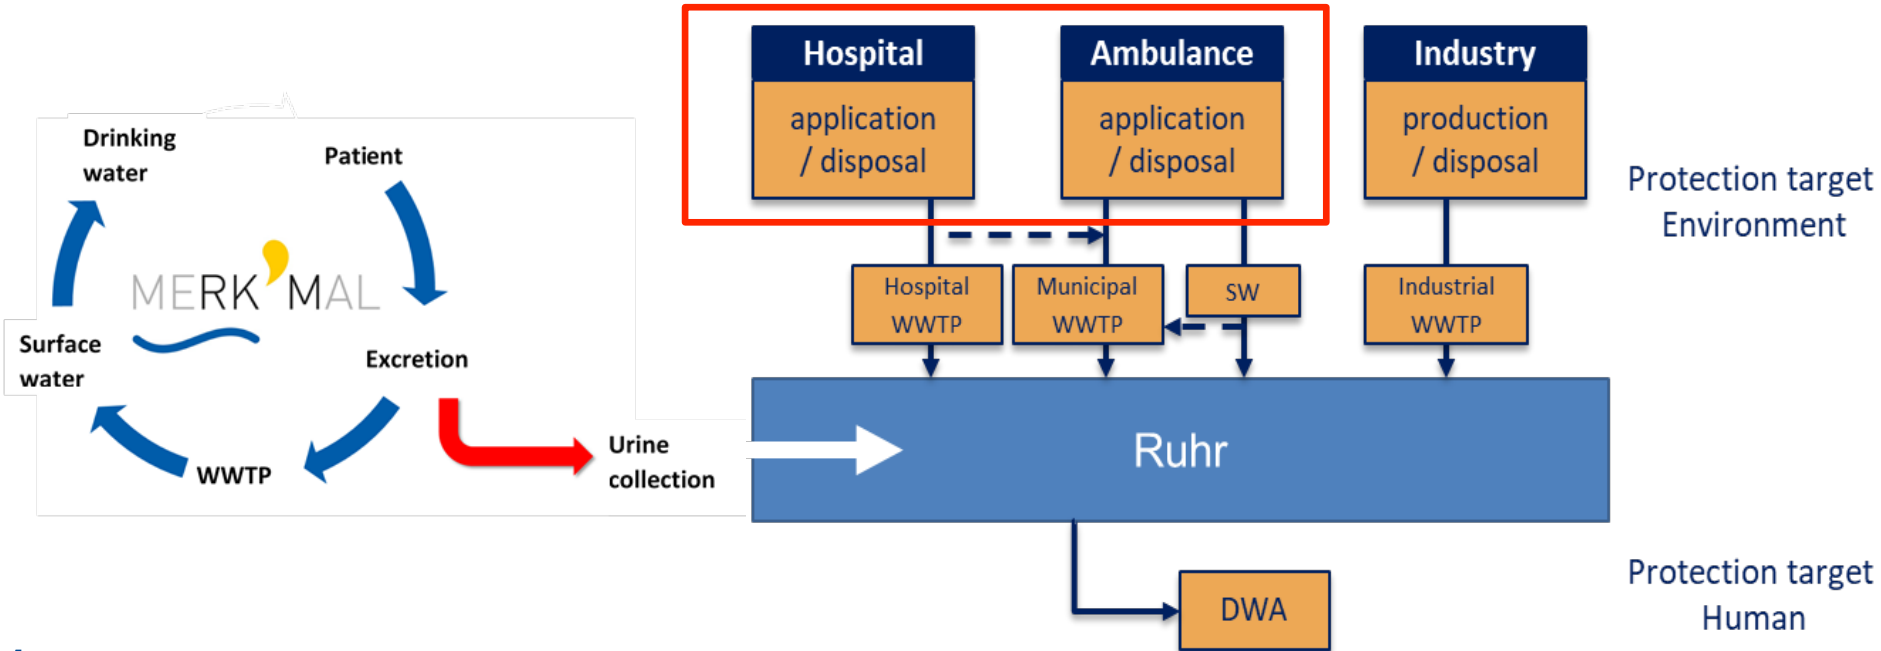 Drinking
water
Patient
MERK'MAL
Surface
water
Excretion
WWTP
Urine
collection
Hospital
application
/ disposal
Ambulance
application
/ disposal
Industry
production
/ disposal
Protection target
Environment
Hospital
WWTP
Municipal
WWTP
SW
Industrial
WWTP
Ruhr
DWA
Protection target
Human